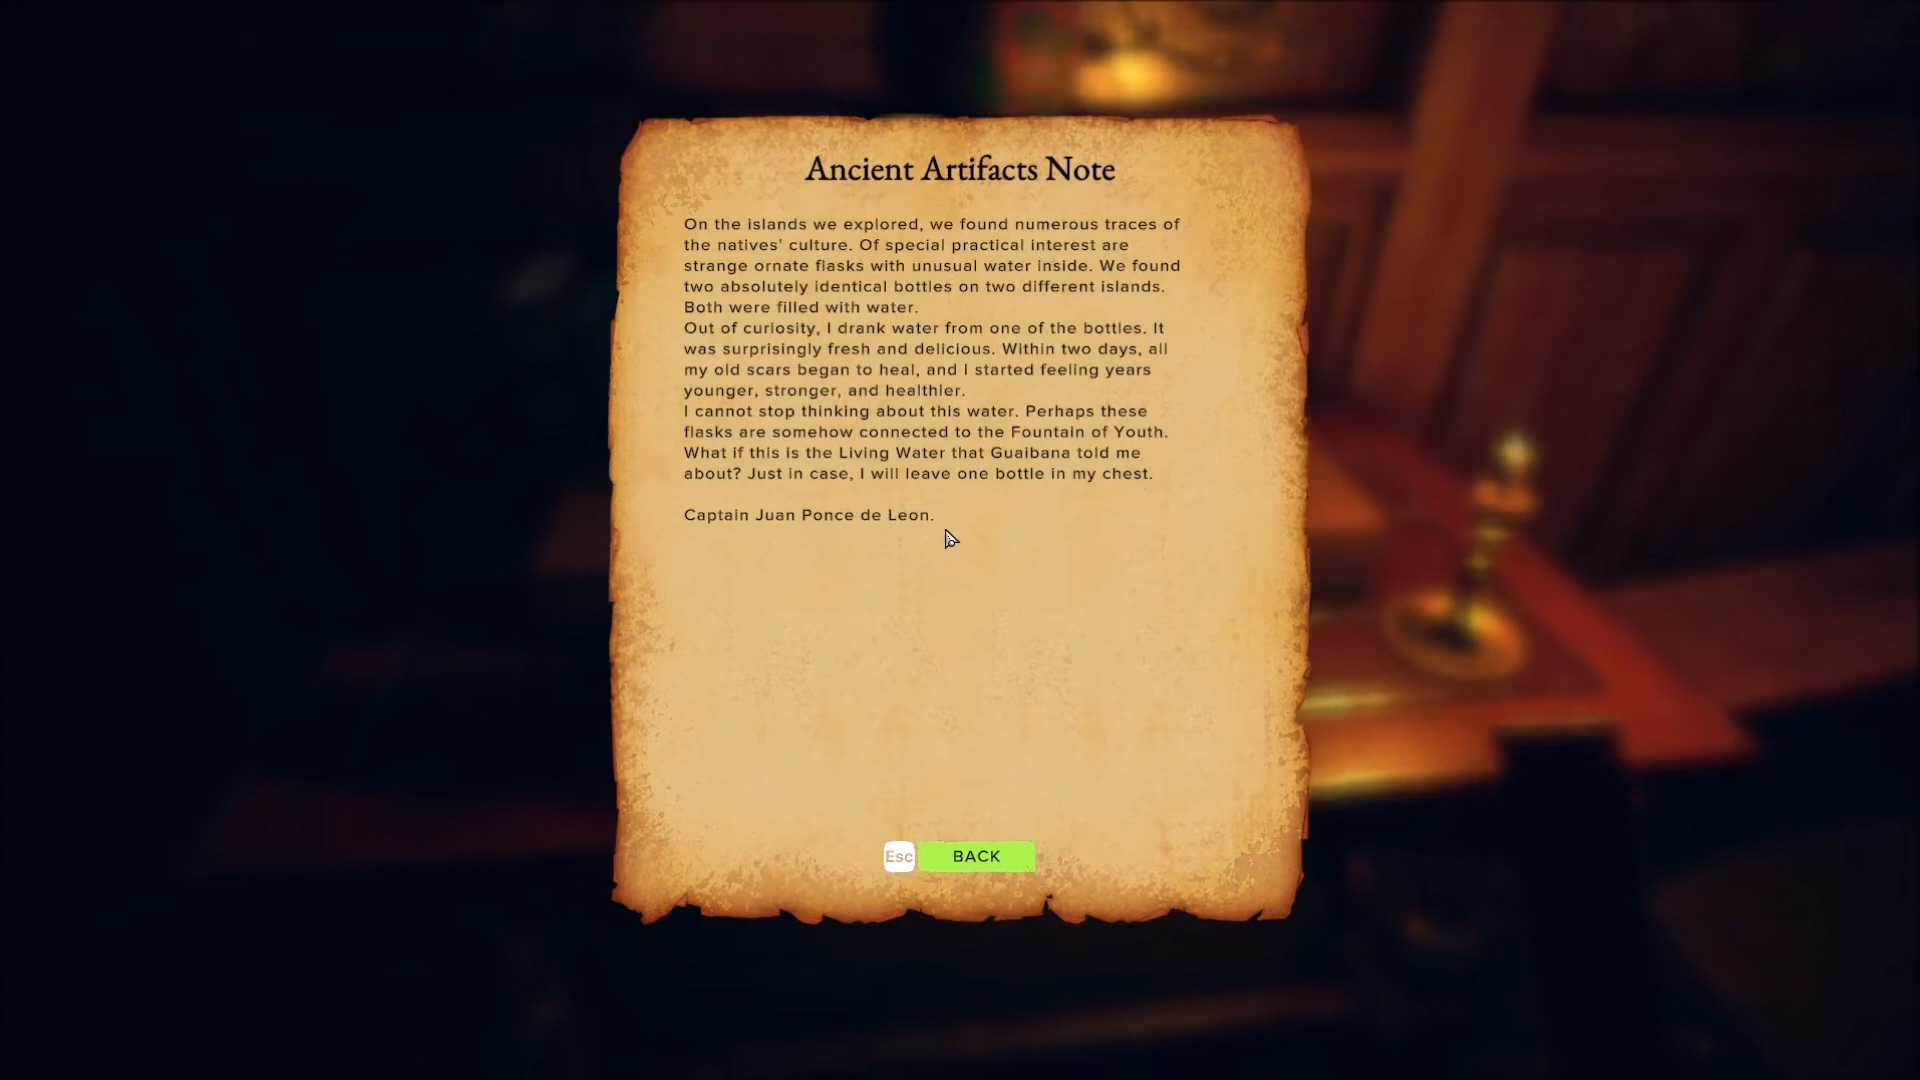 Ancient Artifacts Note
On the islands we explored, we found numerous traces of
the natives' culture. Of special practical interest are
strange ornate flasks with unusual water inside. We found
two absolutely identical bottles on two different islands.
Both were filled with water.
Out of curiosity, I drank water from one of the bottles. It
was surprisingly fresh and delicious. Within two days, all
my old scars began to heal, and I started feeling years
younger, stronger, and healthier.
I cannot stop thinking about this water. Perhaps these
flasks are somehow connected to the Fountain of Youth.
What if this is the Living Water that Guaibana told me
about? Just in case, I will leave one bottle in my chest.
Captain Juan Ponce de Leon.
Esc BACK